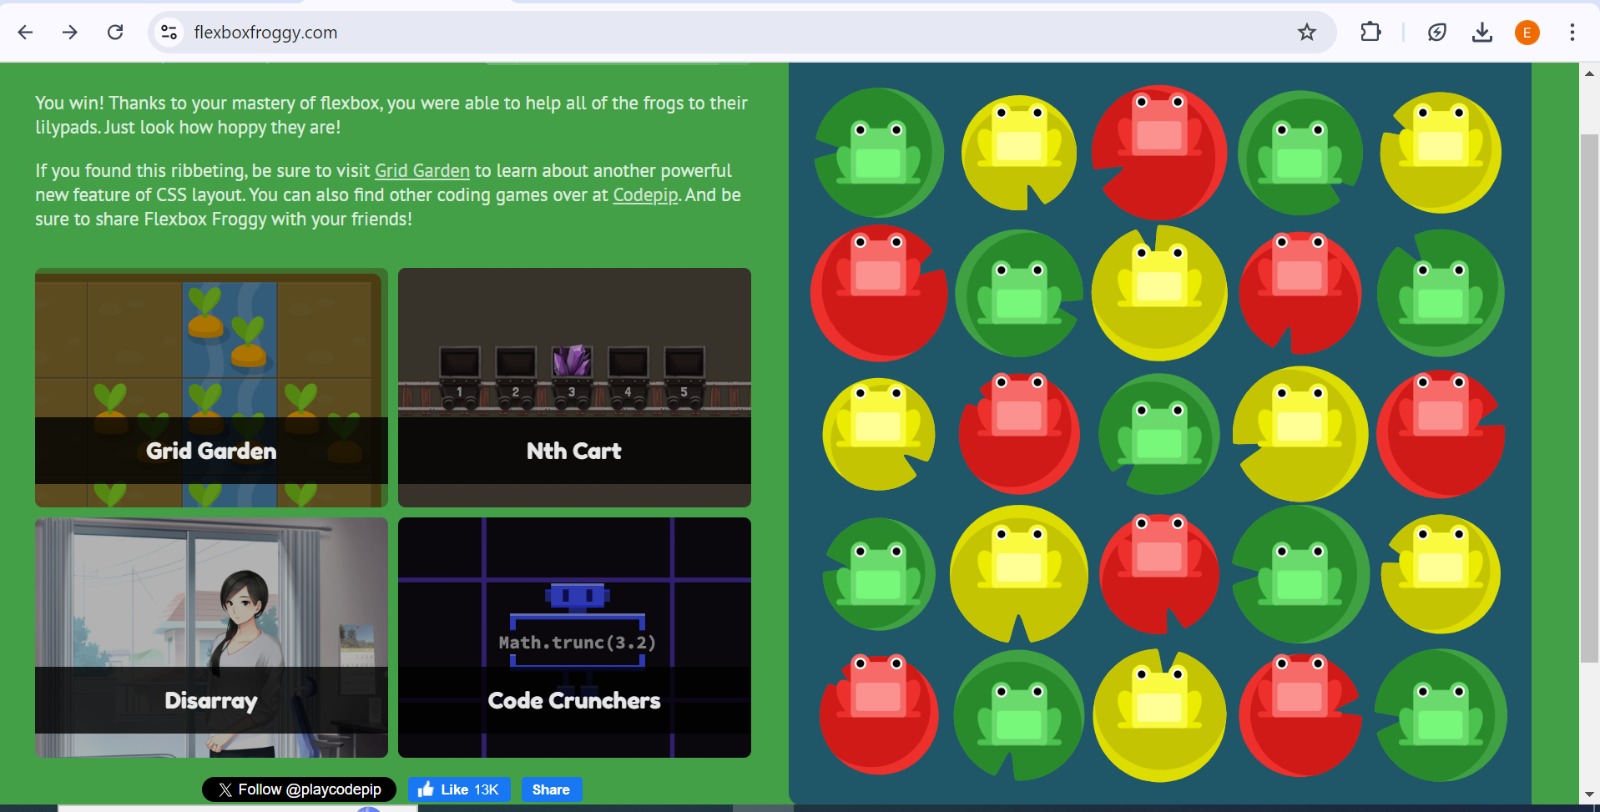 flexboxfroggy.com
E
You win! Thanks to your mastery of flexbox, you were able to help all of the frogs to their
lilypads. Just look how hoppy they are!
If you found this ribbeting, be sure to visit Grid Garden to learn about another powerful
new feature of CSS layout. You can also find other coding games over at Codepip. And be
sure to share Flexbox Froggy with your friends!
Grid Garden
1 2 3 4 5
Nth Cart
Disarray
Math.trunc(3.2)
Code Crunchers
X Follow @playcodepip
Like 13K
Share